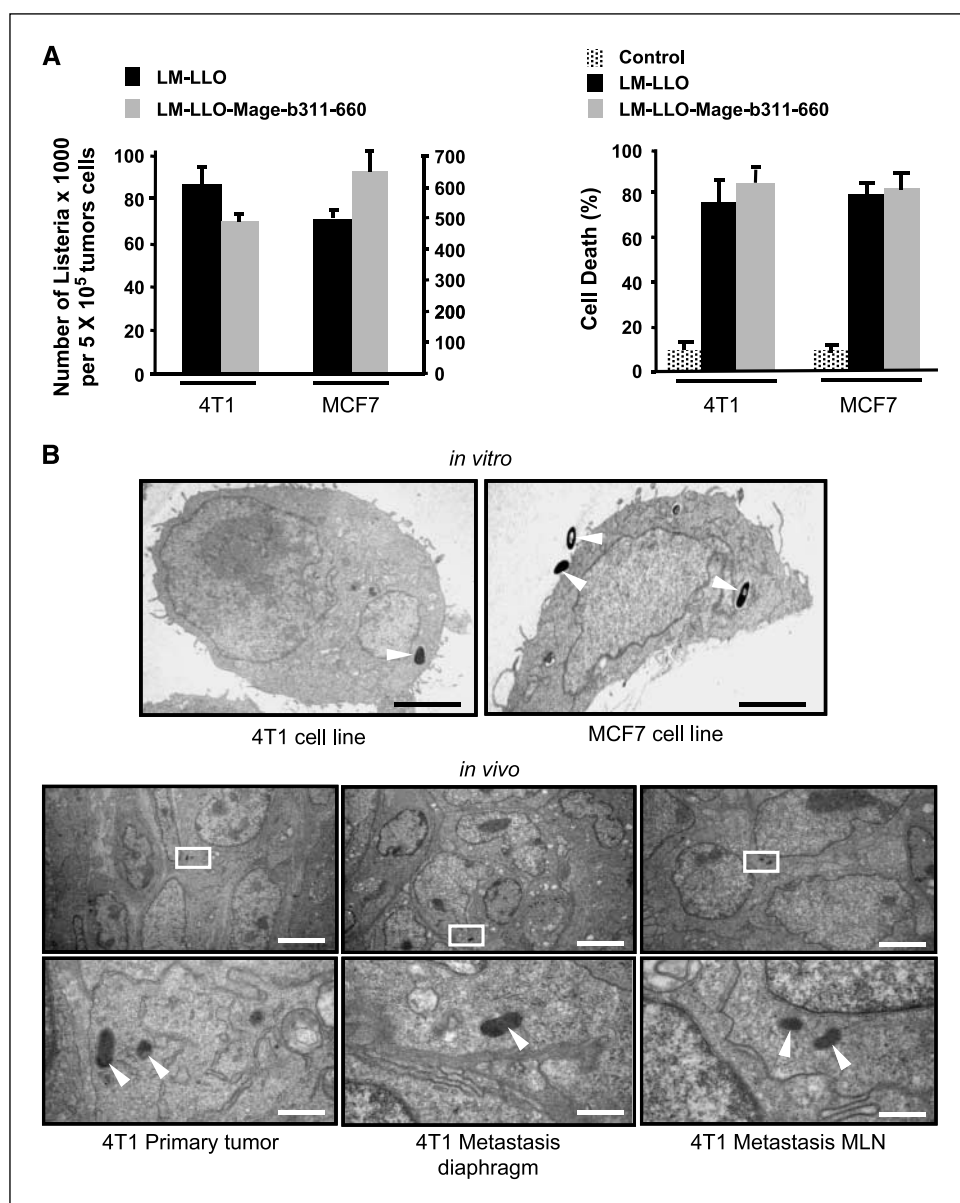 A
LM-LLO
LM-LLO-Mage-b311-660
Number of Listeria x 1000
per 5 X 10⁵ tumors cells
100
80
60
40
20
0
700
600
500
400
300
200
100
0
4T1
MCF7
Control
LM-LLO
LM-LLO-Mage-b311-660
Cell Death (%)
100
80
60
40
20
0
4T1
MCF7
B
in vitro
4T1 cell line
MCF7 cell line
in vivo
4T1 Primary tumor
4T1 Metastasis
diaphragm
4T1 Metastasis MLN